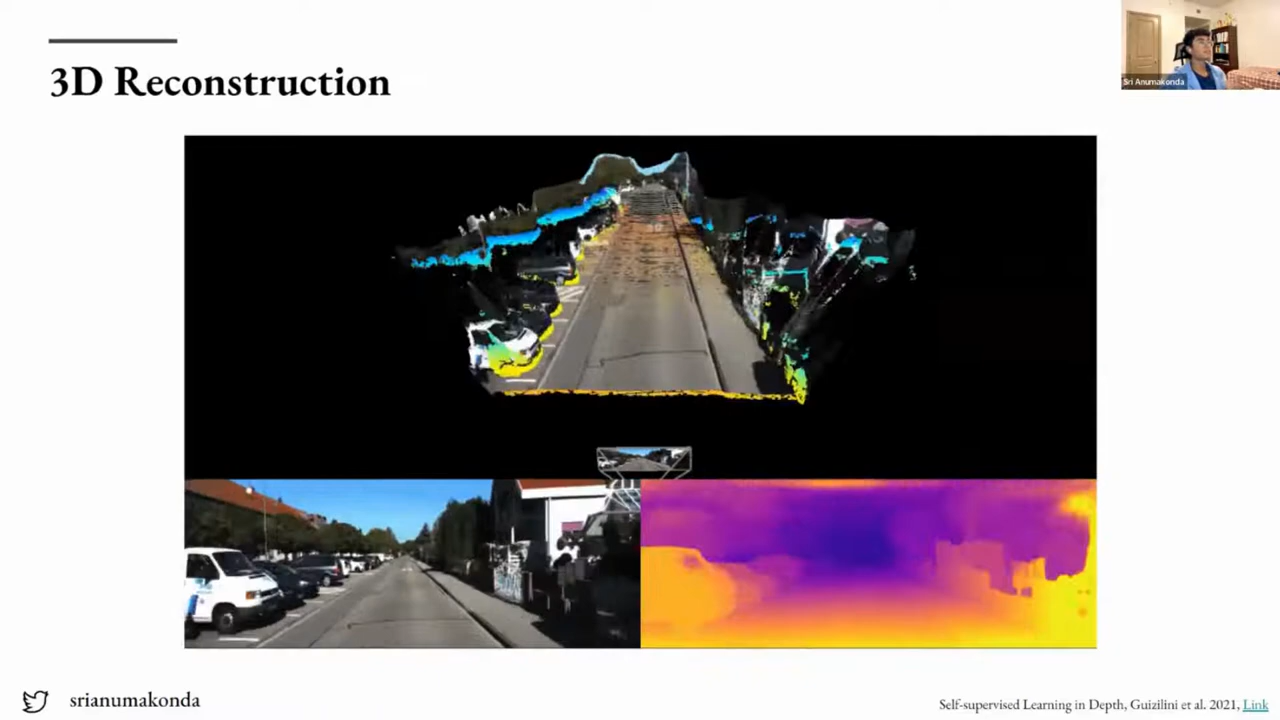 3D Reconstruction
Sri Anumakonda
srianumakonda
Self-supervised Learning in Depth, Guizilini et al. 2021, Link